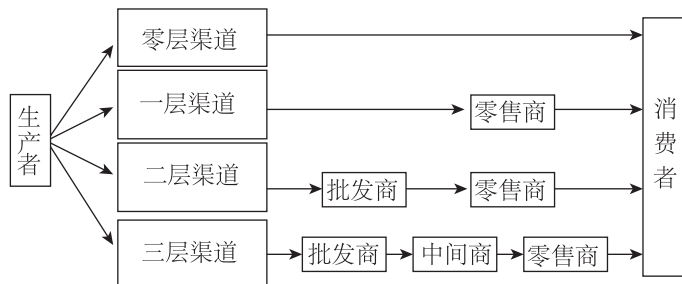 生产者
零层渠道
一层渠道
零售商
二层渠道
批发商
零售商
三层渠道
批发商
中间商
零售商
消费者